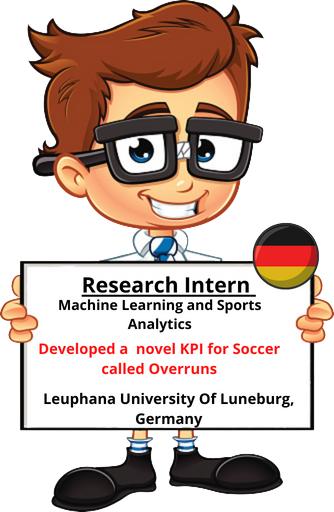 Research Intern
Machine Learning and Sports
Analytics
Developed a novel KPI for Soccer
called Overruns
Leuphana University Of Luneburg,
Germany